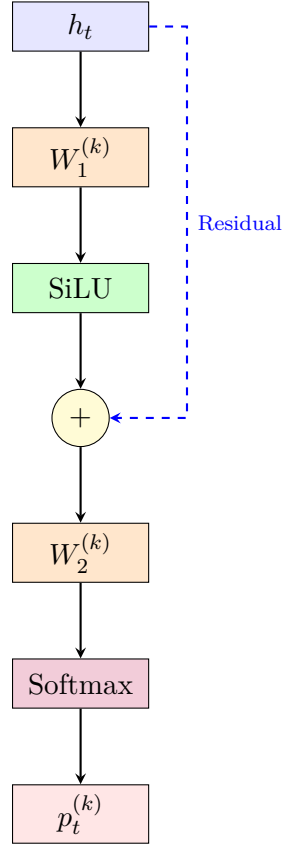 $h_t$
$W_1^{(k)}$
Residual
SiLU
+
$W_2^{(k)}$
Softmax
$p_t^{(k)}$